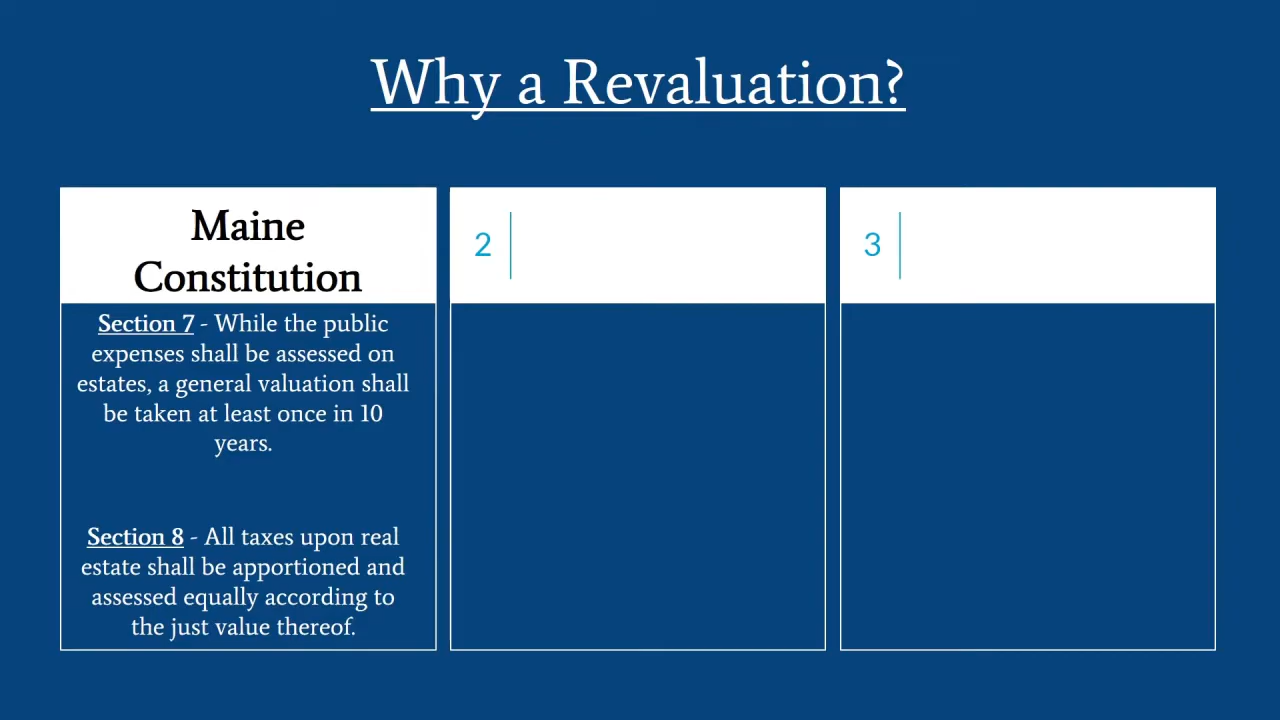 Why a Revaluation?
Maine
Constitution
Section 7 - While the public
expenses shall be assessed on
estates, a general valuation shall
be taken at least once in 10
years.
Section 8 - All taxes upon real
estate shall be apportioned and
assessed equally according to
the just value thereof.
2
3